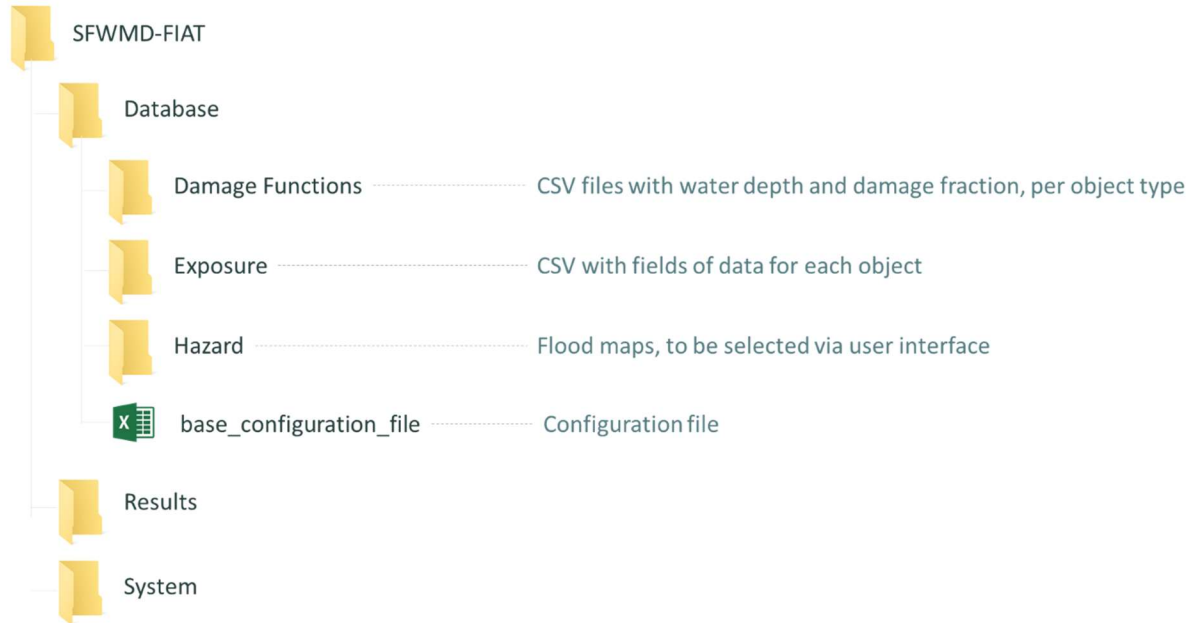 SFWMD-FIAT
Database
Damage Functions CSV files with water depth and damage fraction, per object type
Exposure CSV with fields of data for each object
Hazard Flood maps, to be selected via user interface
X base_configuration_file Configuration file
Results
System